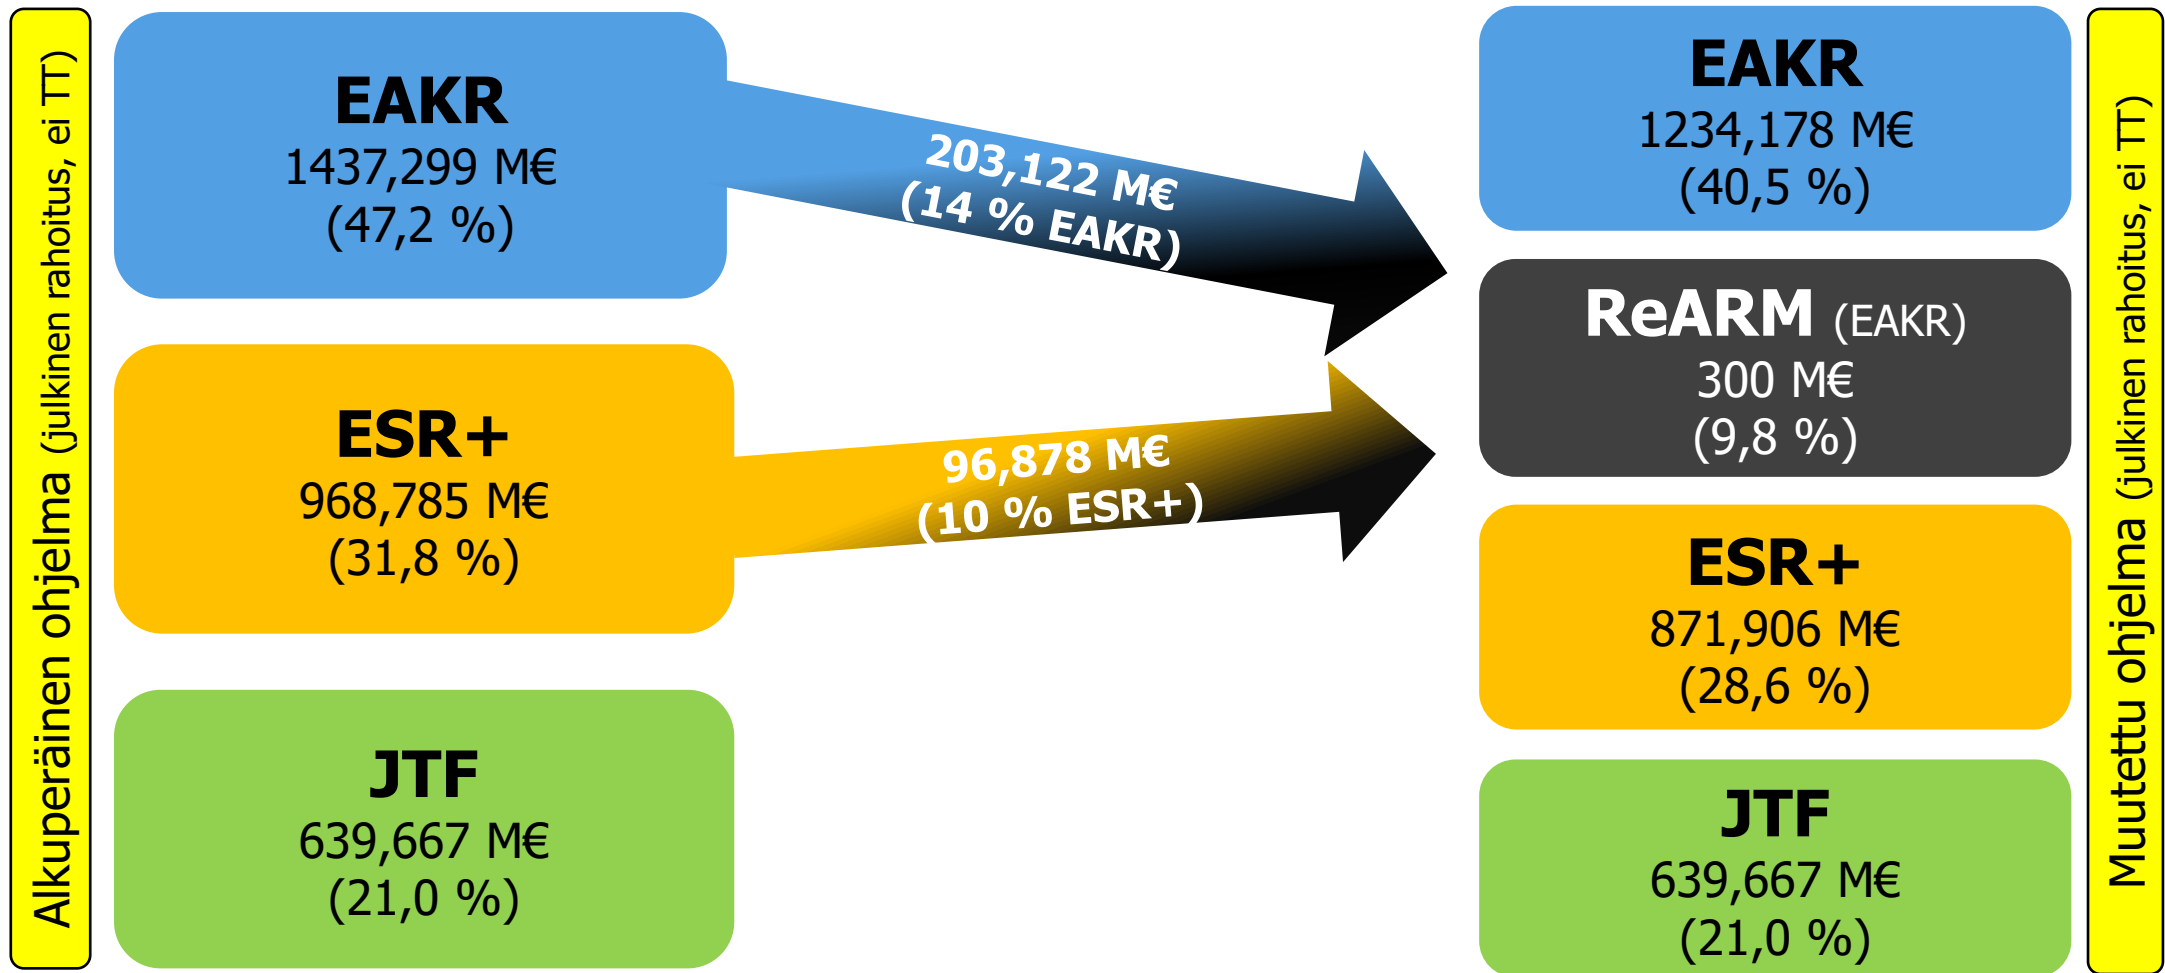 Alkuperäinen ohjelma (julkinen rahoitus, ei TT)
EAKR
1437,299 M€
(47,2 %)
ESR+
968,785 M€
(31,8 %)
JTF
639,667 M€
(21,0 %)
203,122 M€
(14 % EAKR)
96,878 M€
(10 % ESR+)
EAKR
1234,178 M€
(40,5 %)
ReARM (EAKR)
300 M€
(9,8 %)
ESR+
871,906 M€
(28,6 %)
JTF
639,667 M€
(21,0 %)
Muutettu ohjelma (julkinen rahoitus, ei TT)